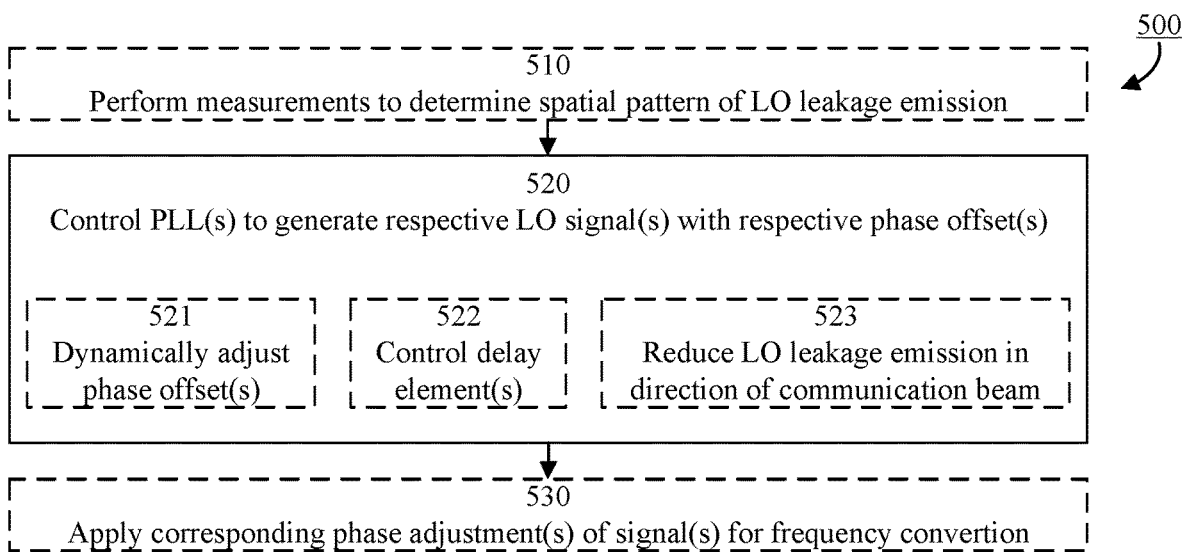 500
510
Perform measurements to determine spatial pattern of LO leakage emission
520
Control PLL(s) to generate respective LO signal(s) with respective phase offset(s)
521
Dynamically adjust
phase offset(s)
522
Control delay
element(s)
523
Reduce LO leakage emission in
direction of communication beam
530
Apply corresponding phase adjustment(s) of signal(s) for frequency convertion